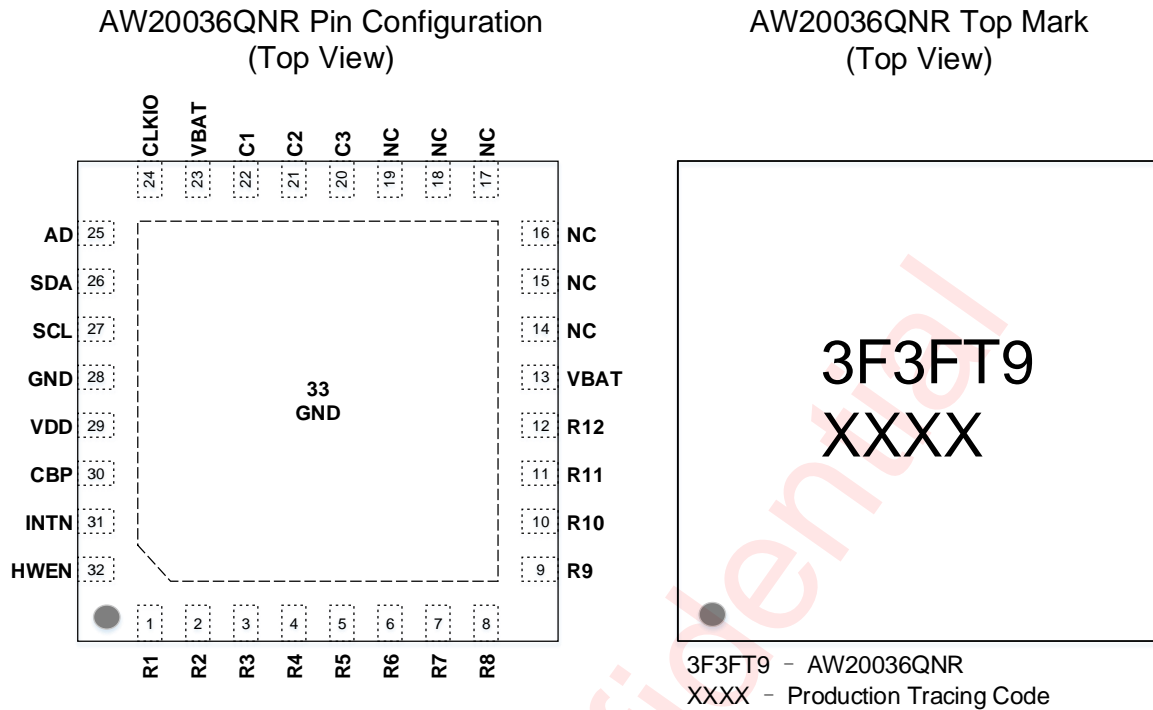 AW20036QNR Pin Configuration
(Top View)
AW20036QNR Top Mark
(Top View)
CLKIO
VBAT
C1
C2
C3
NC
NC
NC
24
23
22
21
20
19
18
17
AD 25
SDA 26
SCL 27
GND 28
VDD 29
CBP 30
INTN 31
HWEN 32
33
GND
16 NC
15 NC
14 NC
13 VBAT
12 R12
11 R11
10 R10
9 R9
1
2
3
4
5
6
7
8
R1
R2
R3
R4
R5
R6
R7
R8
3F3FT9
XXXX
3F3FT9 - AW20036QNR
XXXX - Production Tracing Code
fidential